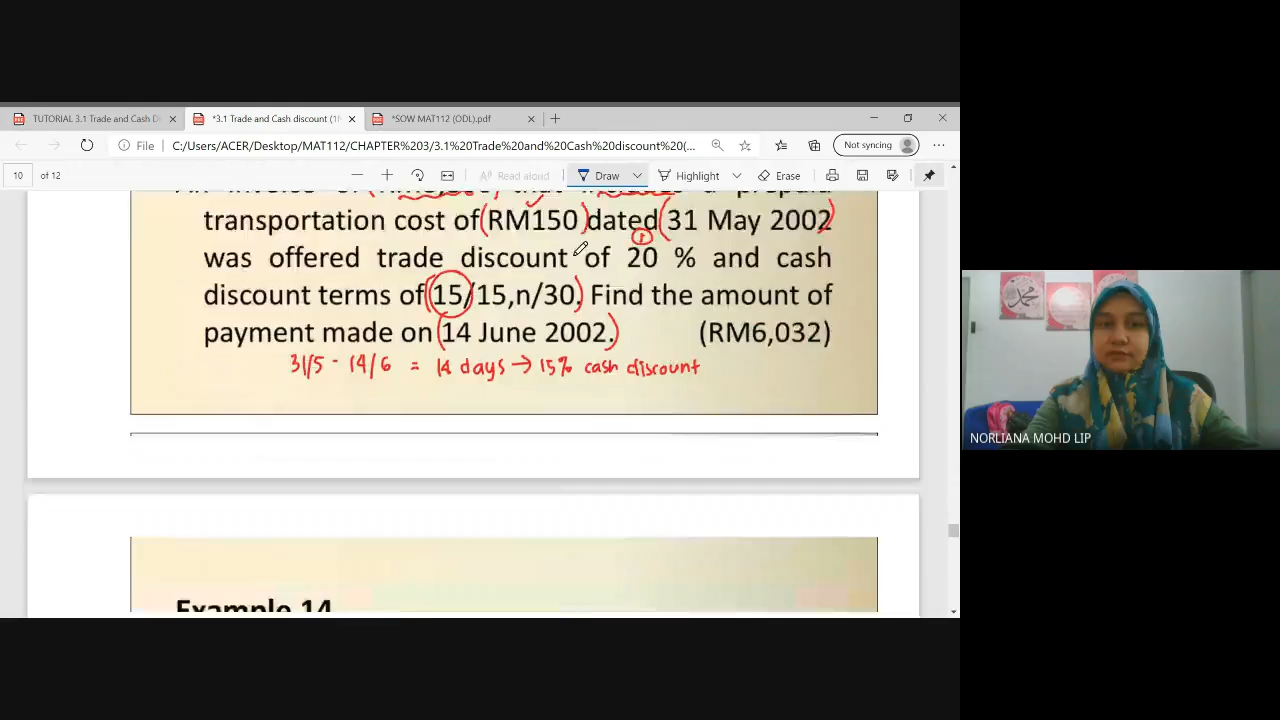 TUTORIAL 3.1 Trade and Cash D
*3.1 Trade and Cash discount (1
*SOW MAT112 (ODL).pdf
File
C:/Users/ACER/Desktop/MAT112/CHAPTER%203/3.1%20Trade%20and%20Cash%20discount%20(...
Not syncing
10 of 12
Read aloud
Draw
Highlight
Erase
transportation cost of (RM150) dated (31 May 2002)
1
was offered trade discount of 20 % and cash
discount terms of (15/15,n/30). Find the amount of
payment made on (14 June 2002.) (RM6,032)
31/5 - 14/6 = 14 days → 15% cash discount
Example 14
NORLIANA MOHD LIP